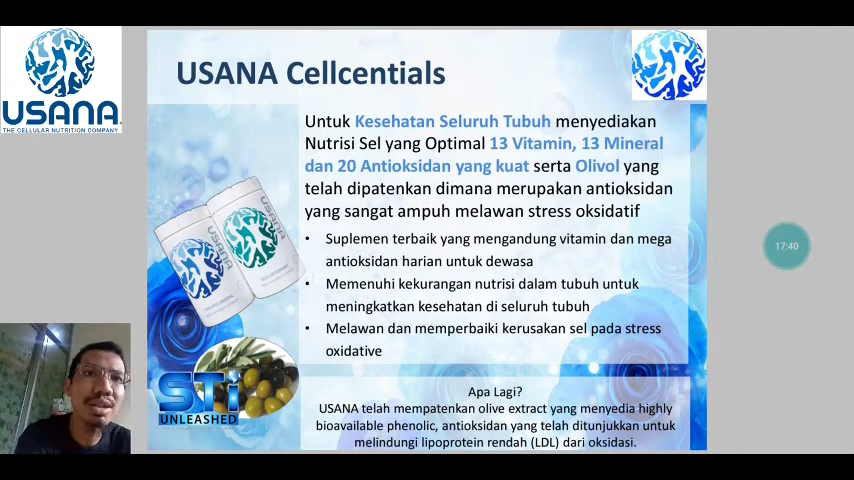 USANA
THE CELLULAR NUTRITION COMPANY
USANA Cellcentials
Untuk Kesehatan Seluruh Tubuh menyediakan
Nutrisi Sel yang Optimal 13 Vitamin, 13 Mineral
dan 20 Antioksidan yang kuat serta Olivol yang
telah dipatenkan dimana merupakan antioksidan
yang sangat ampuh melawan stress oksidatif
• Suplemen terbaik yang mengandung vitamin dan mega
antioksidan harian untuk dewasa
• Memenuhi kekurangan nutrisi dalam tubuh untuk
meningkatkan kesehatan di seluruh tubuh
• Melawan dan memperbaiki kerusakan sel pada stress
oxidative
USANA
USANA
STi
UNLEASHED
Apa Lagi?
USANA telah mempatenkan olive extract yang menyedia highly
bioavailable phenolic, antioksidan yang telah ditunjukkan untuk
melindungi lipoprotein rendah (LDL) dari oksidasi.
17:40